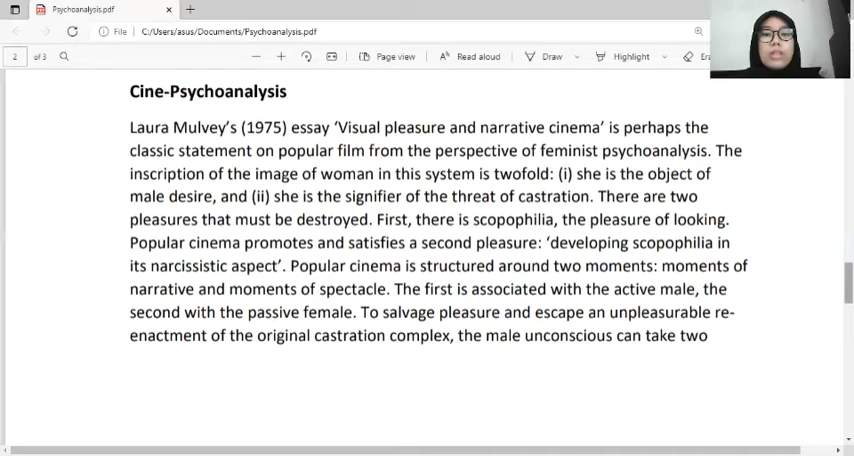 Psychoanalysis.pdf
File C:/Users/asus/Documents/Psychoanalysis.pdf
2 of 3 Page view Read aloud Draw Highlight
Cine-Psychoanalysis
Laura Mulvey’s (1975) essay ‘Visual pleasure and narrative cinema’ is perhaps the
classic statement on popular film from the perspective of feminist psychoanalysis. The
inscription of the image of woman in this system is twofold: (i) she is the object of
male desire, and (ii) she is the signifier of the threat of castration. There are two
pleasures that must be destroyed. First, there is scopophilia, the pleasure of looking.
Popular cinema promotes and satisfies a second pleasure: ‘developing scopophilia in
its narcissistic aspect’. Popular cinema is structured around two moments: moments of
narrative and moments of spectacle. The first is associated with the active male, the
second with the passive female. To salvage pleasure and escape an unpleasurable re-
enactment of the original castration complex, the male unconscious can take two